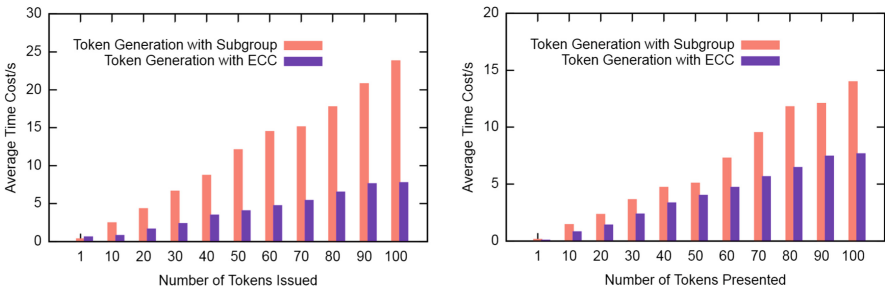 30
25
20
15
10
5
0
Average Time Cost/s
Token Generation with Subgroup
Token Generation with ECC
1 10 20 30 40 50 60 70 80 90 100
Number of Tokens Issued
20
15
10
5
0
Average Time Cost/s
Token Generation with Subgroup
Token Generation with ECC
1 10 20 30 40 50 60 70 80 90 100
Number of Tokens Presented